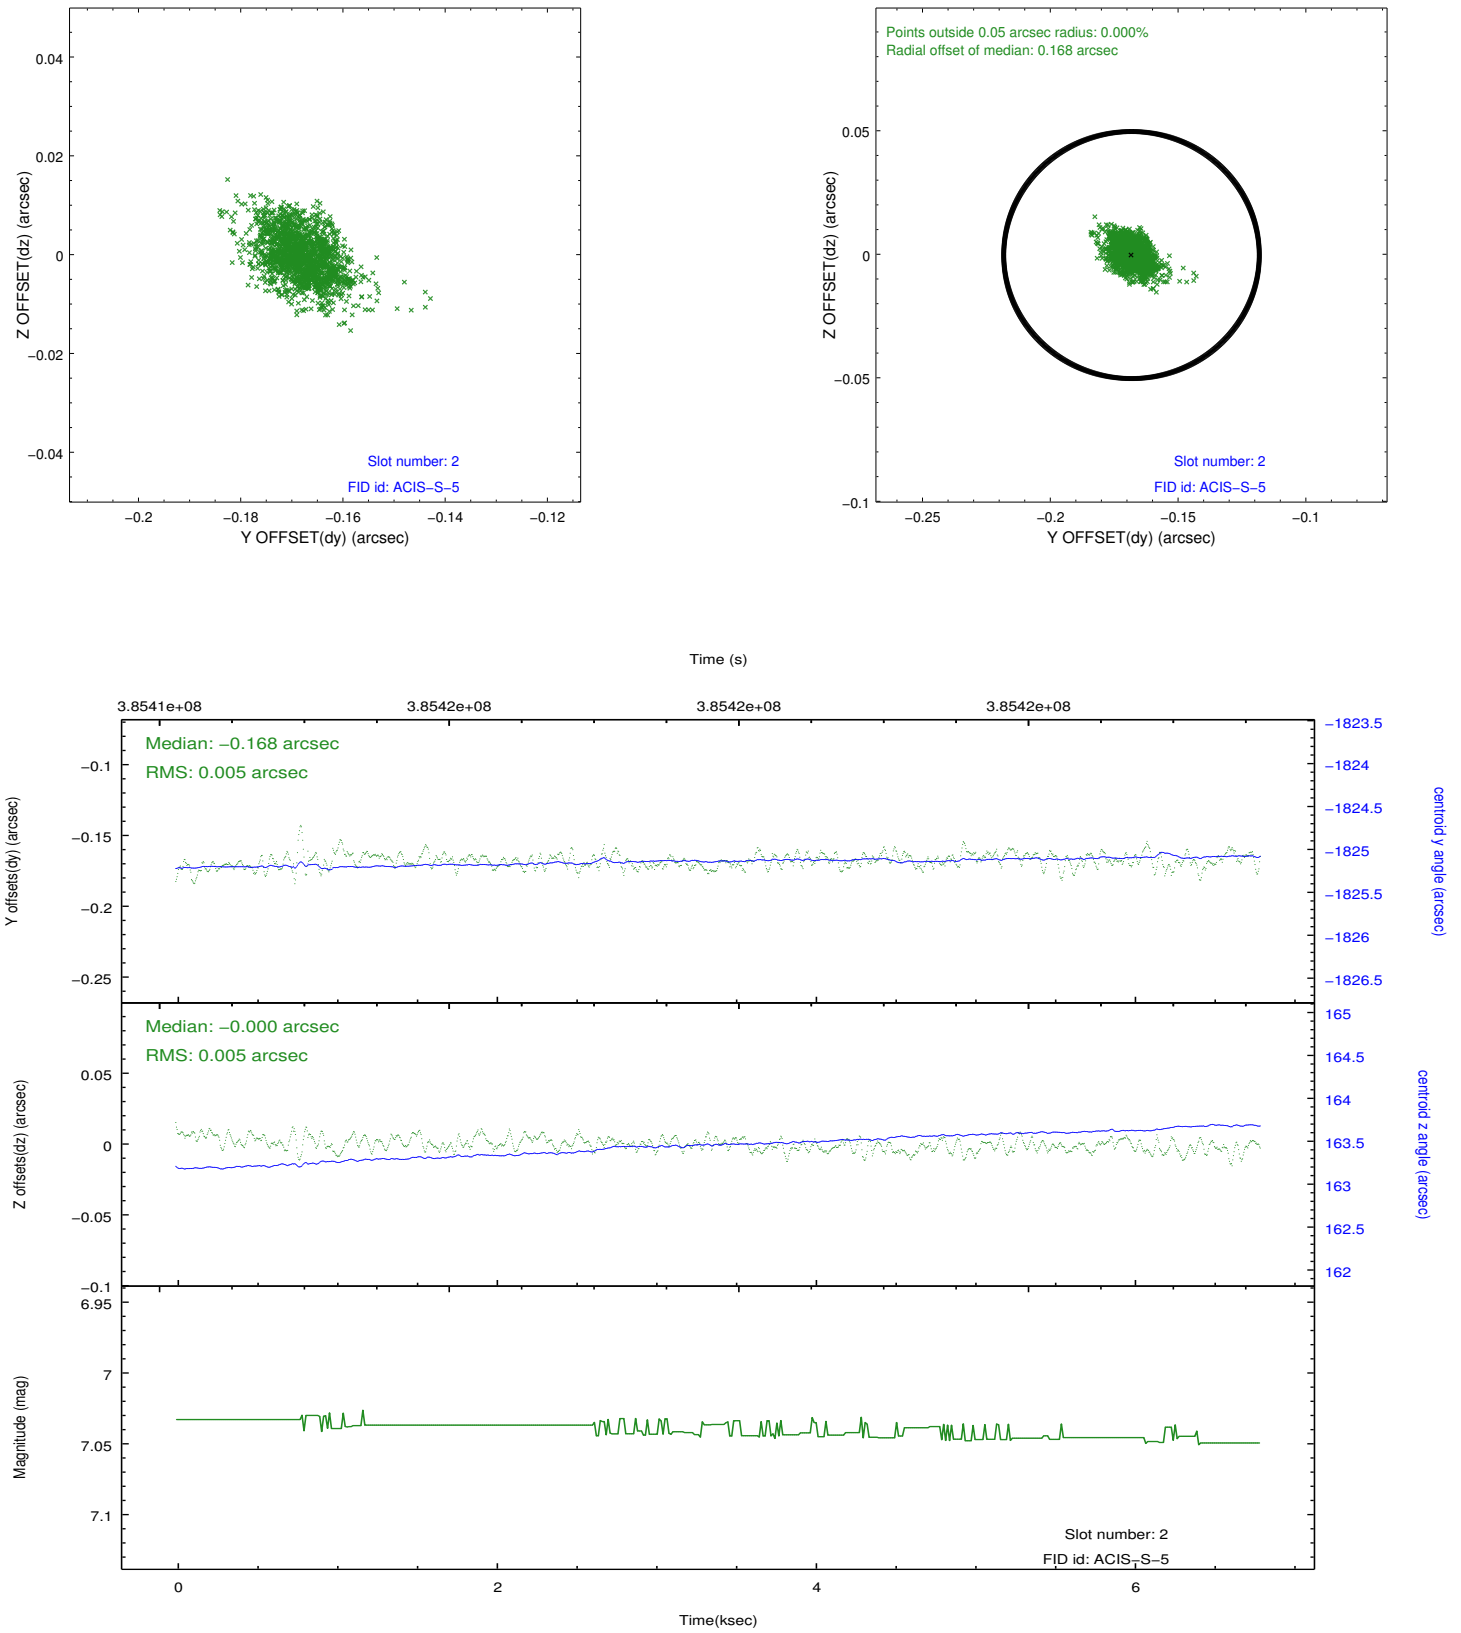 0.04
0.02
0
−0.02
−0.04
Z OFFSET(dz) (arcsec)
Slot number: 2
FID id: ACIS−S−5
−0.2
−0.18
−0.16
−0.14
−0.12
Y OFFSET(dy) (arcsec)
Points outside 0.05 arcsec radius: 0.000%
Radial offset of median: 0.168 arcsec
0.05
0
−0.05
−0.1
Z OFFSET(dz) (arcsec)
Slot number: 2
FID id: ACIS−S−5
−0.25
−0.2
−0.15
−0.1
Y OFFSET(dy) (arcsec)
Time (s)
3.8541e+08
3.8542e+08
3.8542e+08
3.8542e+08
Median: −0.168 arcsec
RMS: 0.005 arcsec
−0.1
−0.15
−0.2
−0.25
Y offsets(dy) (arcsec)
−1823.5
−1824
−1824.5
−1825
−1825.5
−1826
−1826.5
centroid y angle (arcsec)
Median: −0.000 arcsec
RMS: 0.005 arcsec
0.05
0
−0.05
−0.1
Z offsets(dz) (arcsec)
165
164.5
164
163.5
163
162.5
162
centroid z angle (arcsec)
6.95
7
7.05
7.1
Magnitude (mag)
Slot number: 2
FID id: ACIS−S−5
0
2
4
6
Time(ksec)